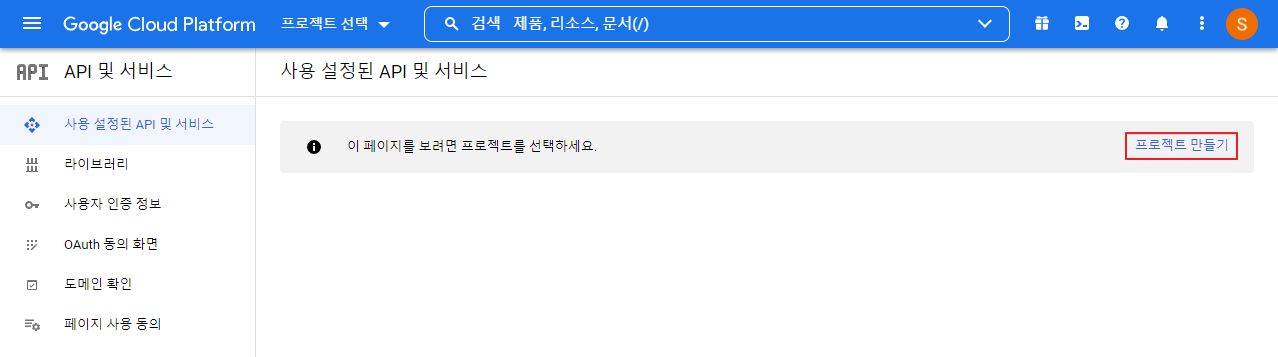 Google Cloud Platform 프로젝트 선택 검색 제품, 리소스, 문서(/) S
API API 및 서비스 사용 설정된 API 및 서비스
사용 설정된 API 및 서비스
이 페이지를 보려면 프로젝트를 선택하세요. 프로젝트 만들기
라이브러리
사용자 인증 정보
OAuth 동의 화면
도메인 확인
페이지 사용 동의